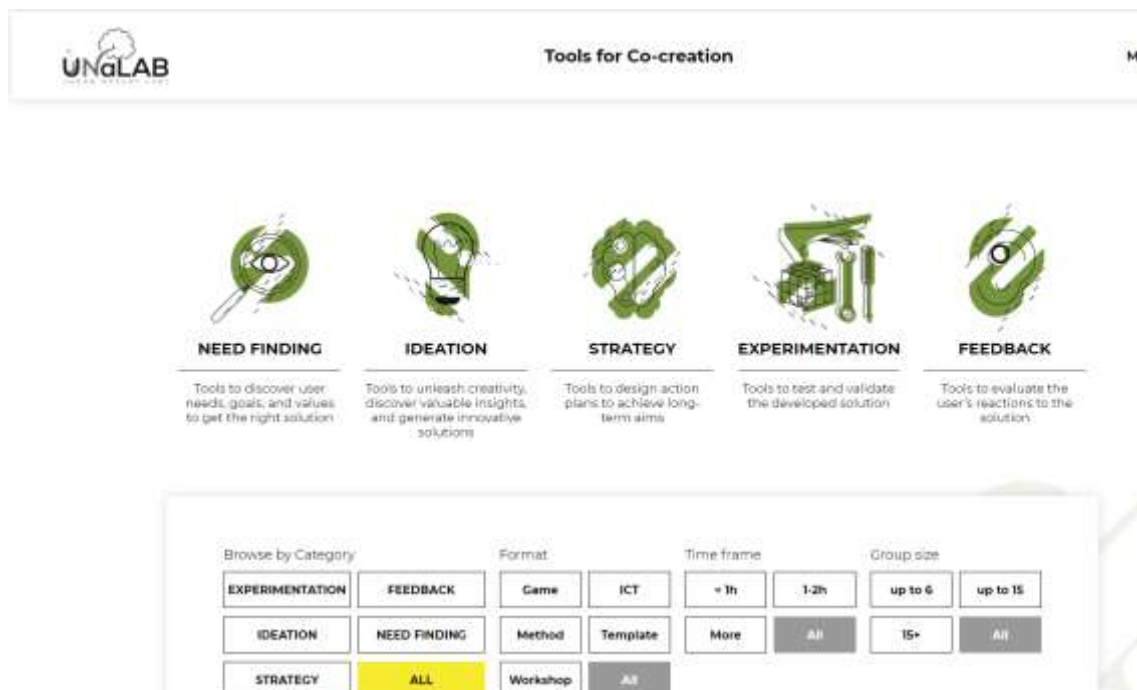 UNaLAB
Tools for Co-creation
M
NEED FINDING
Tools to discover user
needs, goals, and values
to get the right solution
IDEATION
Tools to unleash creativity,
discover valuable insights,
and generate innovative
solutions
STRATEGY
Tools to design action
plans to achieve long-
term aims
EXPERIMENTATION
Tools to test and validate
the developed solution
FEEDBACK
Tools to evaluate the
user's reactions to the
solution
Browse by Category
EXPERIMENTATION
FEEDBACK
IDEATION
NEED FINDING
STRATEGY
ALL
Format
Game
ICT
Method
Template
Workshop
All
Time frame
< 1h
1-2h
More
All
Group size
up to 6
up to 15
15+
All